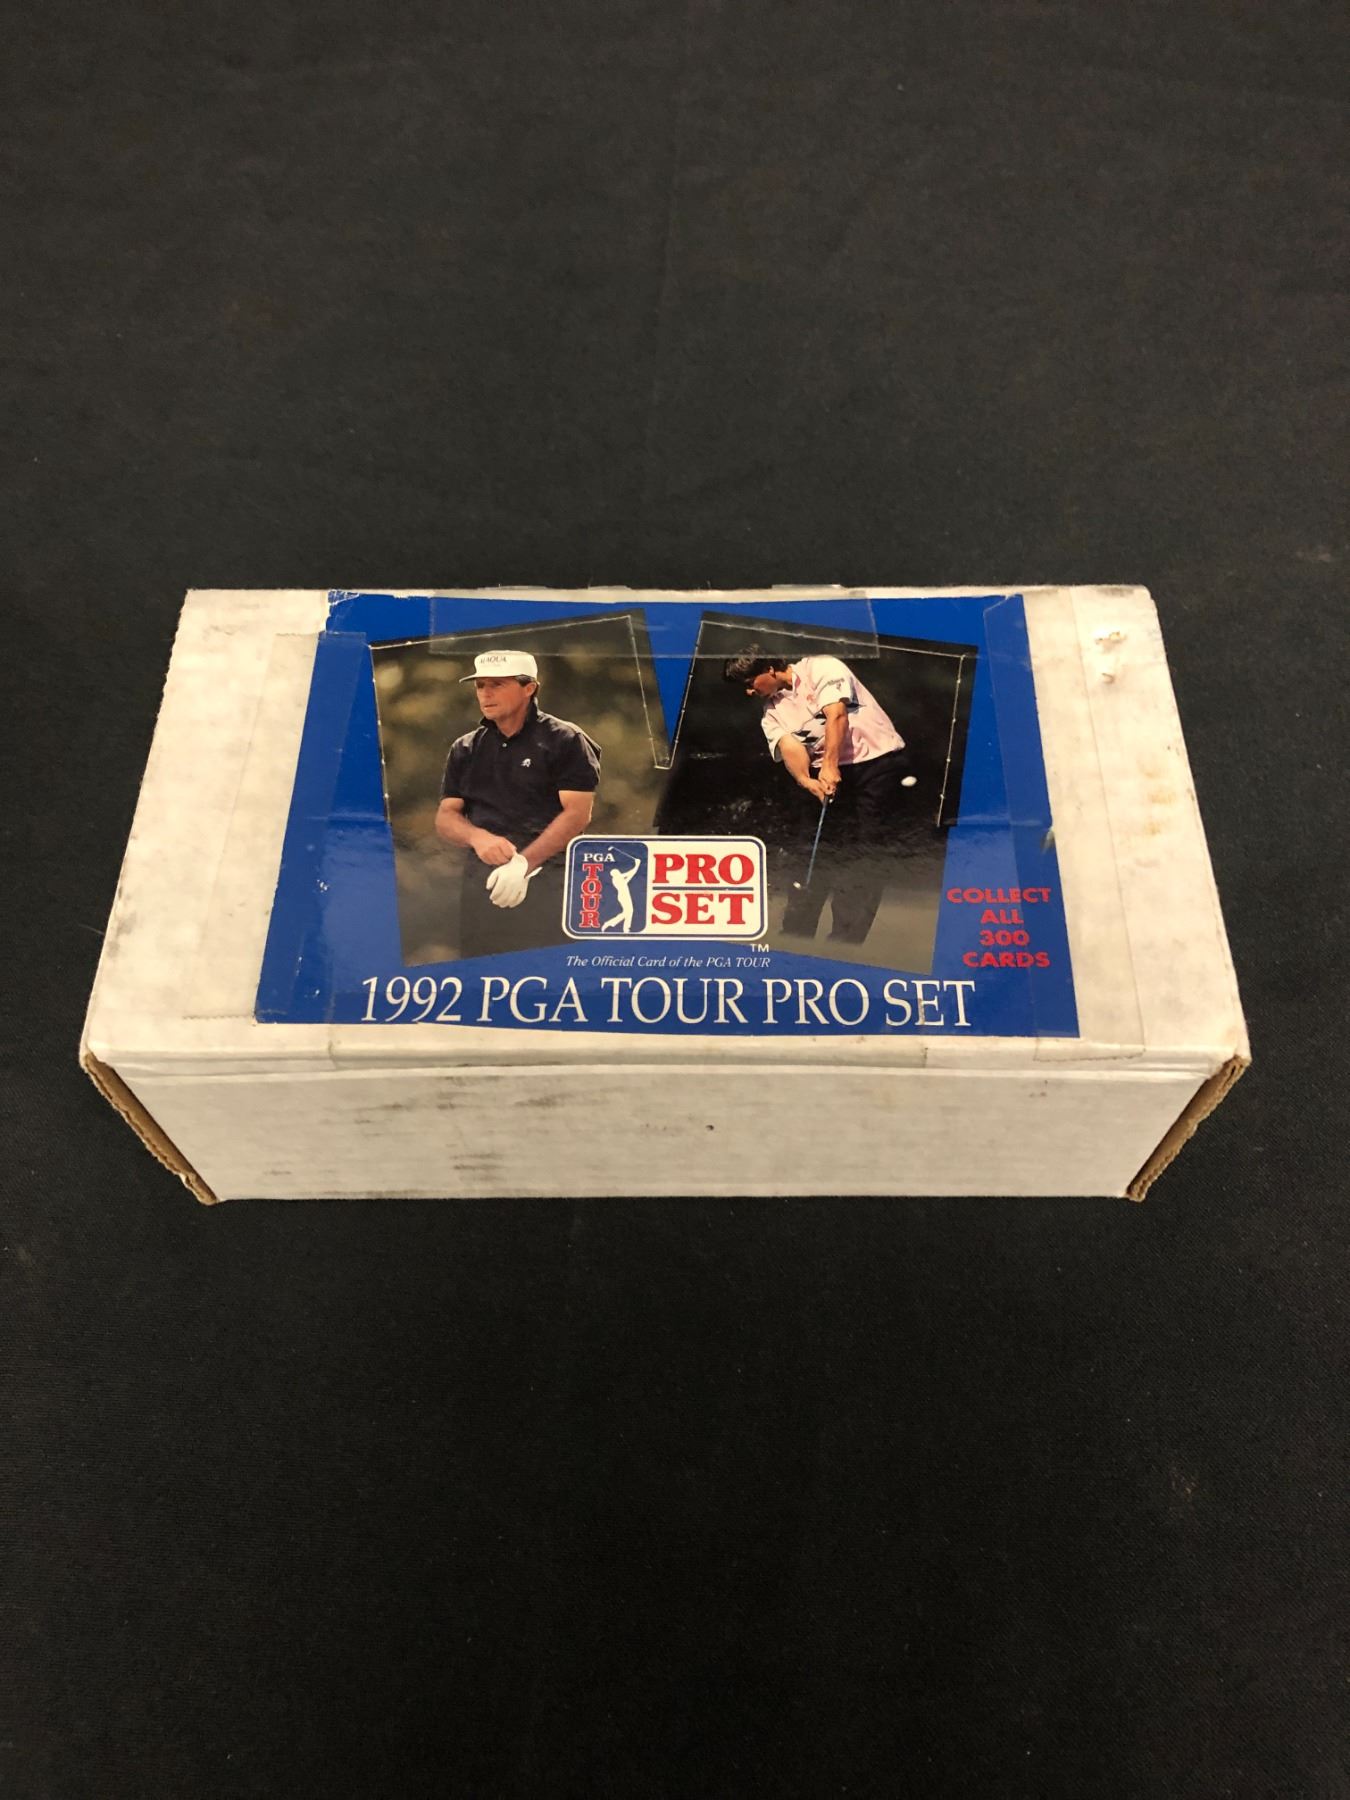 PGA
TOUR
PRO
SET
TM
COLLECT
ALL
300
CARDS
The Official Card of the PGA TOUR
1992 PGA TOUR PRO SET